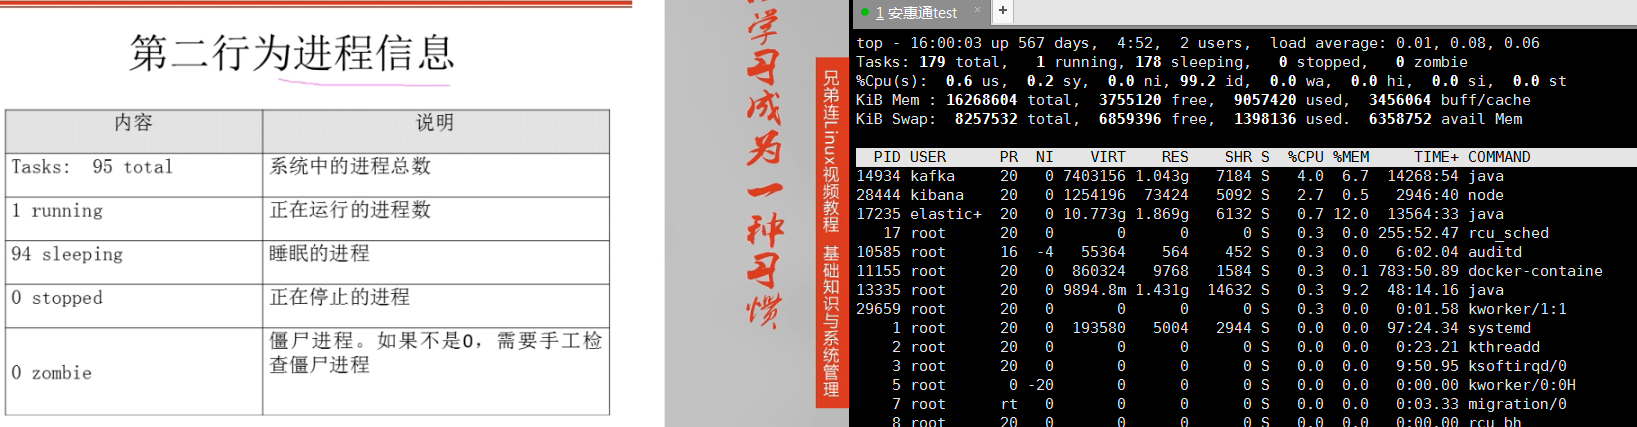 第二行为进程信息
内容 说明
Tasks: 95 total 系统中的进程总数
1 running 正在运行的进程数
94 sleeping 睡眠的进程
0 stopped 正在停止的进程
0 zombie 僵尸进程。如果不是0，需要手工检
查僵尸进程
学习成为一种习惯
兄弟连Linux视频教程 基础知识与系统管理
1 安惠通test × +
top - 16:00:03 up 567 days,  4:52,  2 users,  load average: 0.01, 0.08, 0.06
Tasks: 179 total,   1 running, 178 sleeping,   0 stopped,   0 zombie
%Cpu(s):  0.6 us,  0.2 sy,  0.0 ni, 99.2 id,  0.0 wa,  0.0 hi,  0.0 si,  0.0 st
KiB Mem : 16268604 total,  3755120 free,  9057420 used,  3456064 buff/cache
KiB Swap:  8257532 total,  6859396 free,  1398136 used.  6358752 avail Mem
PID USER PR NI VIRT RES SHR S %CPU %MEM TIME+ COMMAND
14934 kafka 20 0 7403156 1.043g 7184 S 4.0 6.7 14268:54 java
28444 kibana 20 0 1254196 73424 5092 S 2.7 0.5 2946:40 node
17235 elastic+ 20 0 10.773g 1.869g 6132 S 0.7 12.0 13564:33 java
17 root 20 0 0 0 0 S 0.3 0.0 255:52.47 rcu_sched
10585 root 16 -4 55364 564 452 S 0.3 0.0 6:02.04 auditd
11155 root 20 0 860324 9768 1584 S 0.3 0.1 783:50.89 docker-containe
13335 root 20 0 9894.8m 1.431g 14632 S 0.3 9.2 48:14.16 java
29659 root 20 0 0 0 0 S 0.3 0.0 0:01.58 kworker/1:1
1 root 20 0 193580 5004 2944 S 0.0 0.0 97:24.34 systemd
2 root 20 0 0 0 0 S 0.0 0.0 0:23.21 kthreadd
3 root 20 0 0 0 0 S 0.0 0.0 9:50.95 ksoftirqd/0
5 root 0 -20 0 0 0 S 0.0 0.0 0:00.00 kworker/0:0H
7 root rt 0 0 0 0 S 0.0 0.0 0:03.33 migration/0
8 root 20 0 0 0 0 S 0.0 0.0 0:00.00 rcu_bh